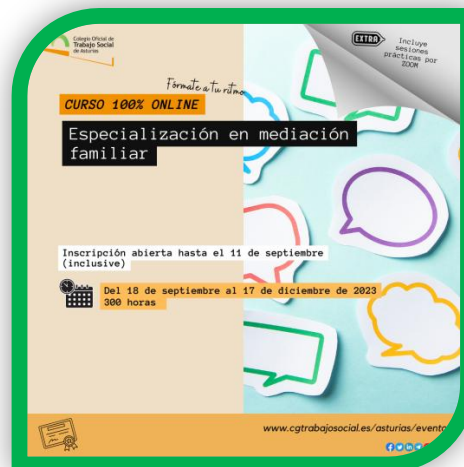 Colegio Oficial de
Trabajo Social
de Asturias
EXTRA
Incluye
sesiones
prácticas por
ZOOM
Fórmate a tu ritmo
CURSO 100% ONLINE
Especialización en mediación
familiar
Inscripción abierta hasta el 11 de septiembre
(inclusive)
Del 18 de septiembre al 17 de diciembre de 2023
300 horas
www.cgtrabajosocial.es/asturias/evento